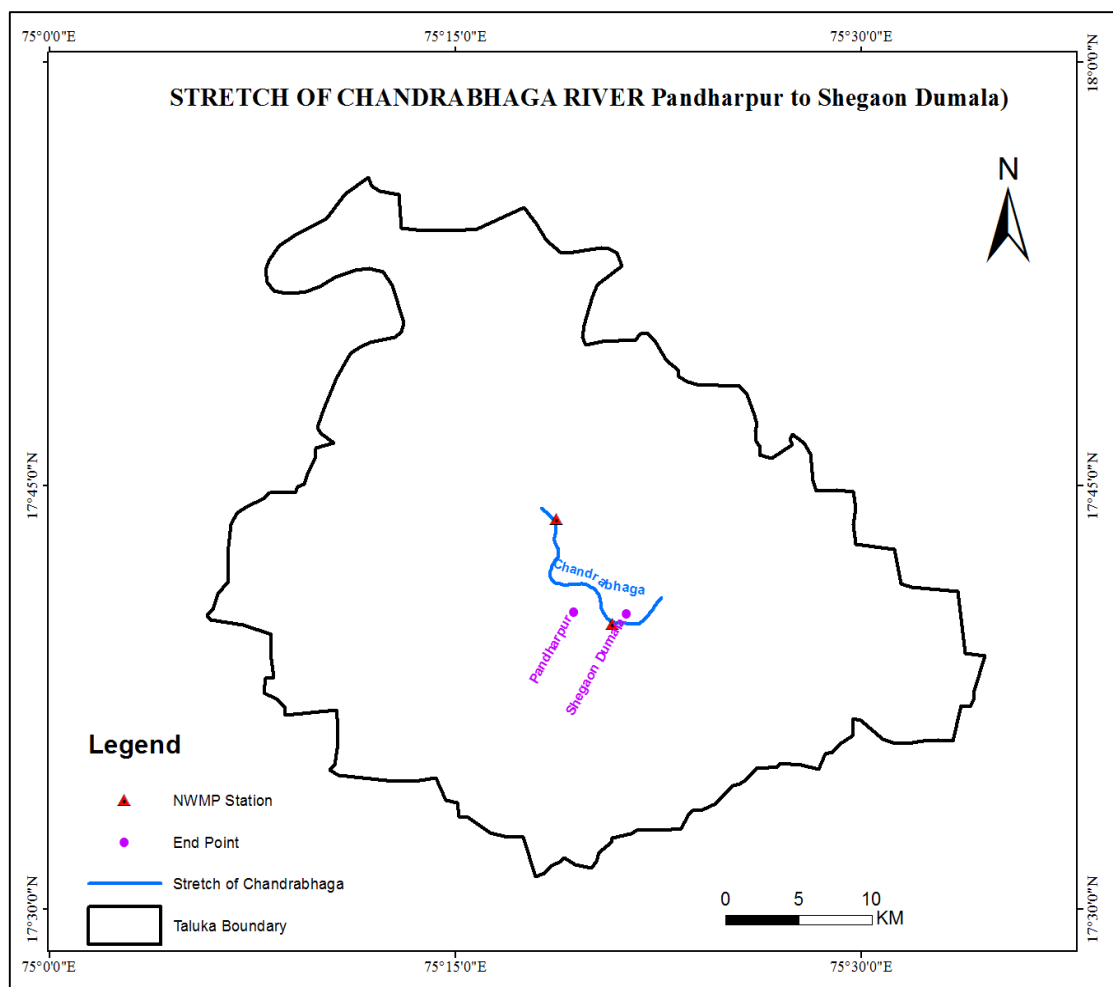 75°0'0"E
75°15'0"E
75°30'0"E
18°0'0"N
STRETCH OF CHANDRABHAGA RIVER Pandharpur to Shegaon Dumala)
N
17°45'0"N
17°45'0"N
Chandrabhaga
Pandharpur
Shegaon Dumala
Legend
NWMP Station
End Point
Stretch of Chandrabhaga
Taluka Boundary
0 5 10
KM
17°30'0"N
17°30'0"N
75°0'0"E
75°15'0"E
75°30'0"E